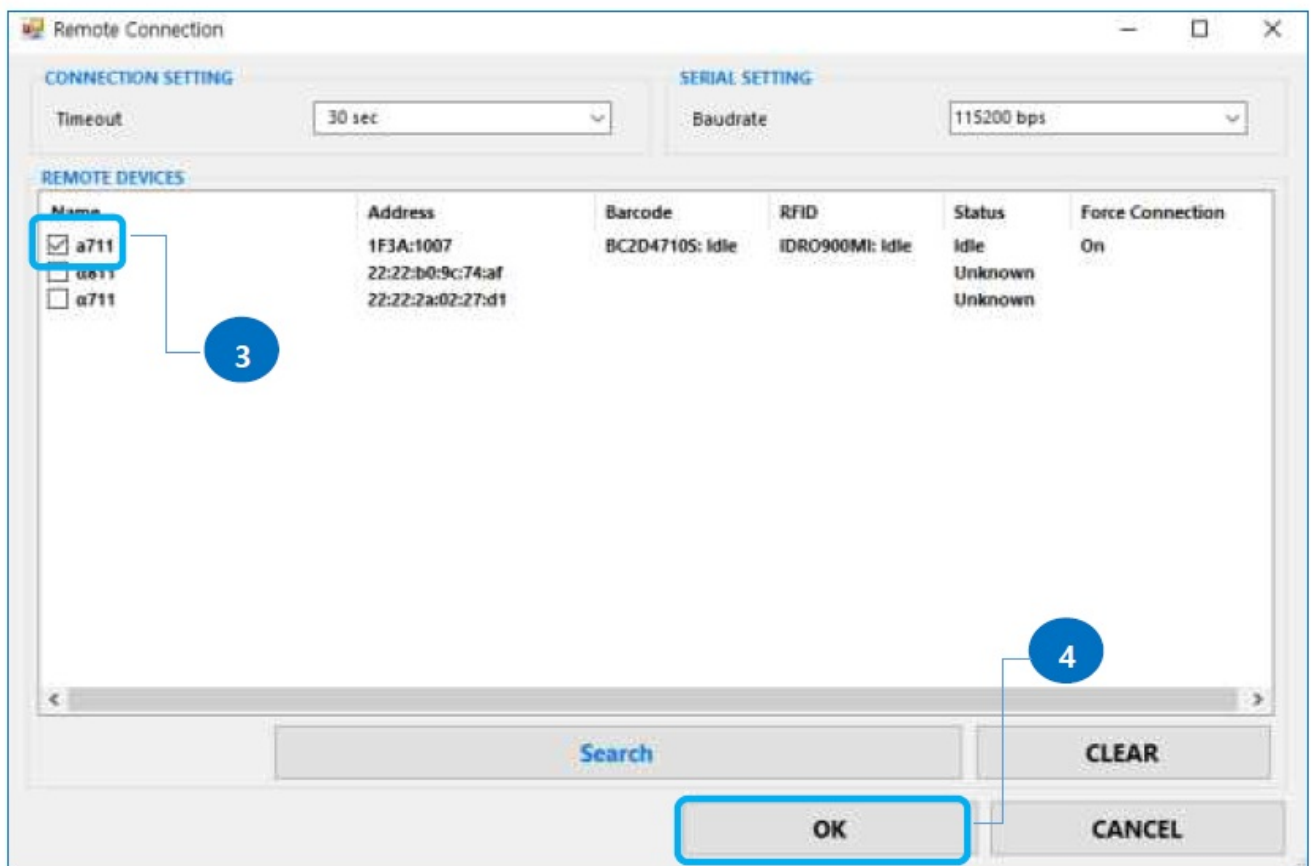 Remote Connection
CONNECTION SETTING
SERIAL SETTING
Timeout 30 sec
Baudrate 115200 bps
REMOTE DEVICES
Name Address Barcode RFID Status Force Connection
a711 1F3A:1007 BC2D4710S: Idle IDRO900MI: Idle Idle On
α811 22:22:b0:9c:74:af Unknown
α711 22:22:2a:02:27:d1 Unknown
3
4
Search CLEAR
OK CANCEL